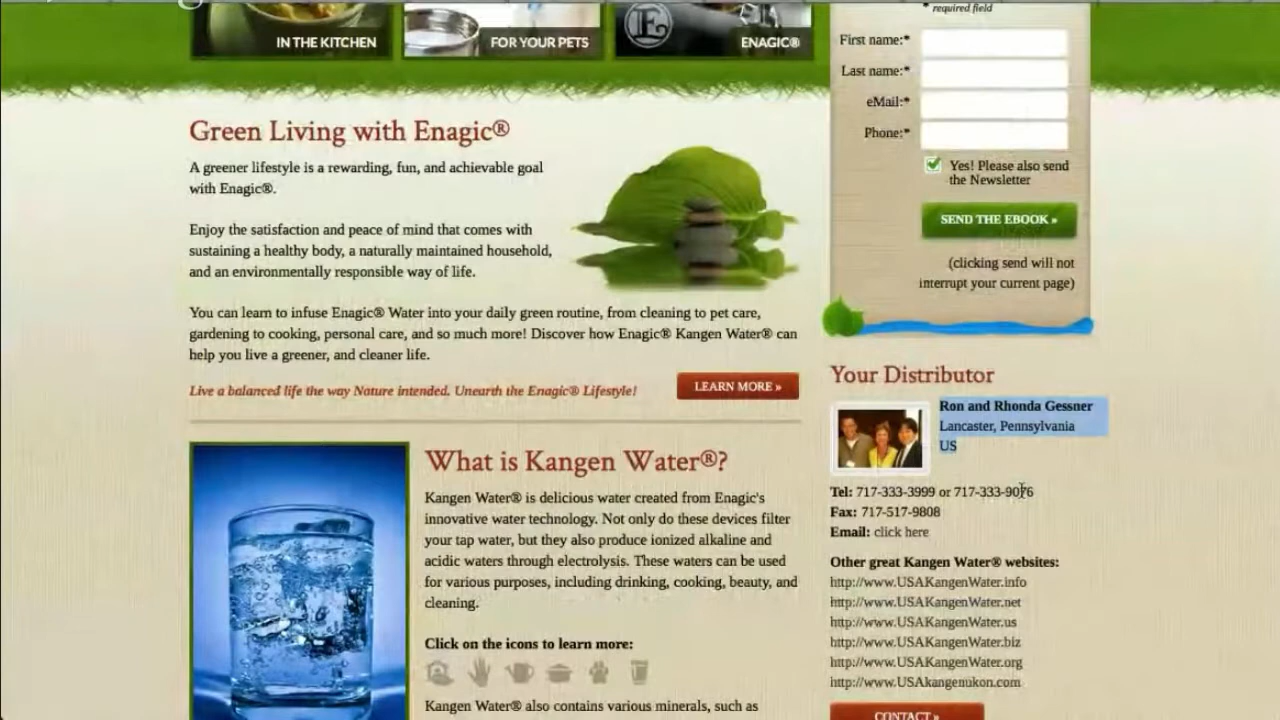 IN THE KITCHEN
FOR YOUR PETS
ENAGIC®
* required field
First name:*
Last name:*
eMail:*
Phone:*
Yes! Please also send
the Newsletter
SEND THE EBOOK »
(clicking send will not
interrupt your current page)
Green Living with Enagic®
A greener lifestyle is a rewarding, fun, and achievable goal
with Enagic®.
Enjoy the satisfaction and peace of mind that comes with
sustaining a healthy body, a naturally maintained household,
and an environmentally responsible way of life.
You can learn to infuse Enagic® Water into your daily green routine, from cleaning to pet care,
gardening to cooking, personal care, and so much more! Discover how Enagic® Kangen Water® can
help you live a greener, and cleaner life.
Live a balanced life the way Nature intended. Unearth the Enagic® Lifestyle!
LEARN MORE »
What is Kangen Water®?
Kangen Water® is delicious water created from Enagic's
innovative water technology. Not only do these devices filter
your tap water, but they also produce ionized alkaline and
acidic waters through electrolysis. These waters can be used
for various purposes, including drinking, cooking, beauty, and
cleaning.
Click on the icons to learn more:
Kangen Water® also contains various minerals, such as
Your Distributor
Ron and Rhonda Gessner
Lancaster, Pennsylvania
US
Tel: 717-333-3999 or 717-333-9076
Fax: 717-517-9808
Email: click here
Other great Kangen Water® websites:
http://www.USAKangenWater.info
http://www.USAKangenWater.net
http://www.USAKangenWater.us
http://www.USAKangenWater.biz
http://www.USAKangenWater.org
http://www.USAkangenukon.com
CONTACT »